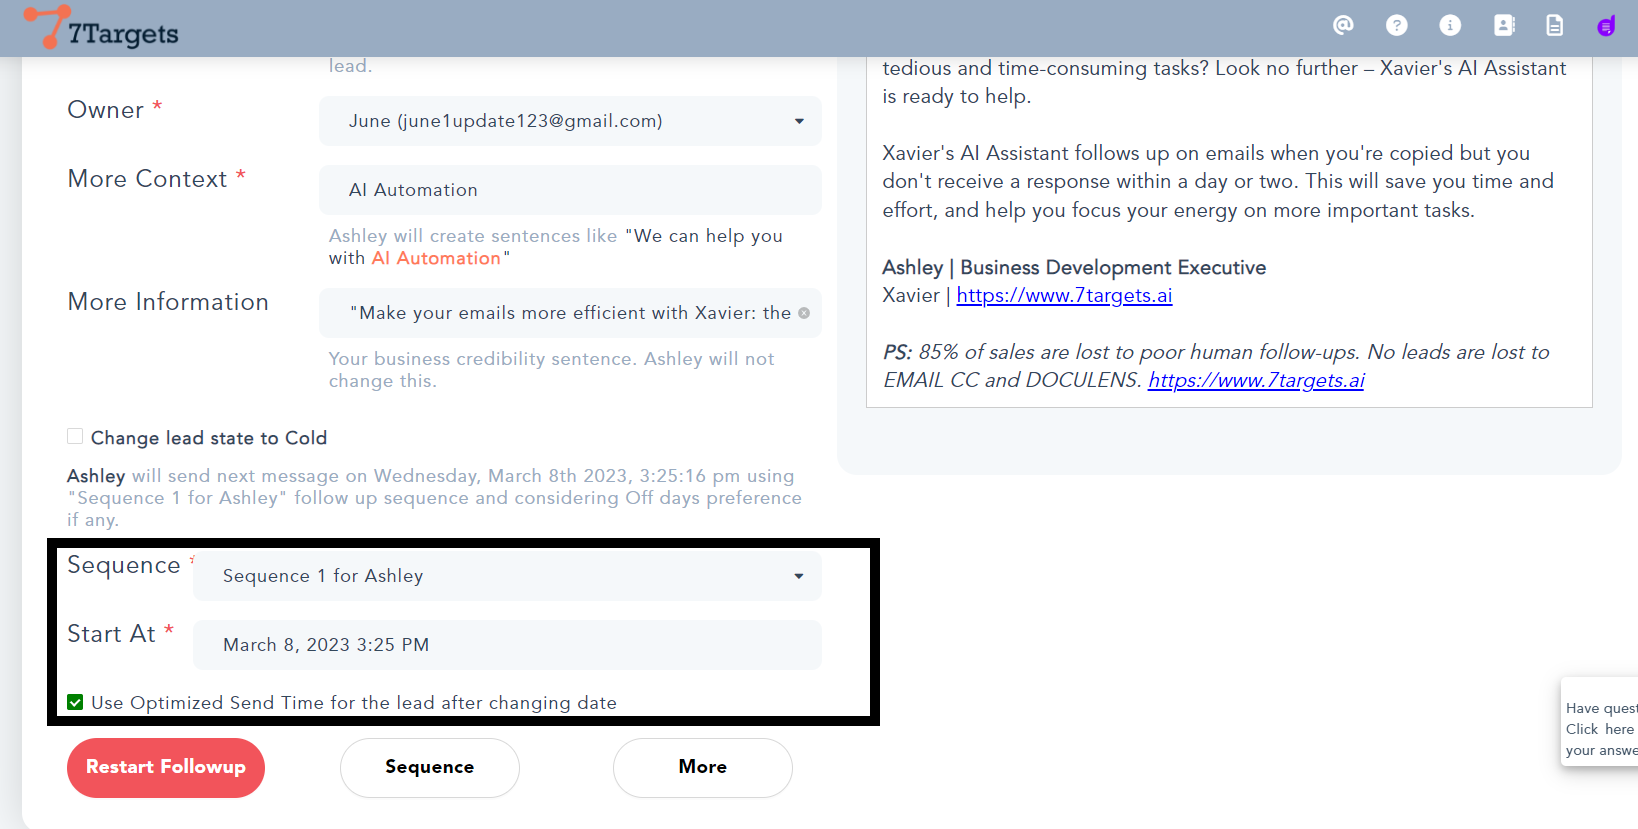 7Targets
lead.
Owner *
June (june1update123@gmail.com)
More Context *
AI Automation
Ashley will create sentences like "We can help you
with AI Automation"
More Information
"Make your emails more efficient with Xavier: the
Your business credibility sentence. Ashley will not
change this.
Change lead state to Cold
Ashley will send next message on Wednesday, March 8th 2023, 3:25:16 pm using
"Sequence 1 for Ashley" follow up sequence and considering Off days preference
if any.
Sequence *
Sequence 1 for Ashley
Start At *
March 8, 2023 3:25 PM
Use Optimized Send Time for the lead after changing date
Restart Followup
Sequence
More
tedious and time-consuming tasks? Look no further – Xavier's AI Assistant
is ready to help.
Xavier's AI Assistant follows up on emails when you're copied but you
don't receive a response within a day or two. This will save you time and
effort, and help you focus your energy on more important tasks.
Ashley | Business Development Executive
Xavier | https://www.7targets.ai
PS: 85% of sales are lost to poor human follow-ups. No leads are lost to
EMAIL CC and DOCULENS. https://www.7targets.ai
Have quest
Click here
your answe